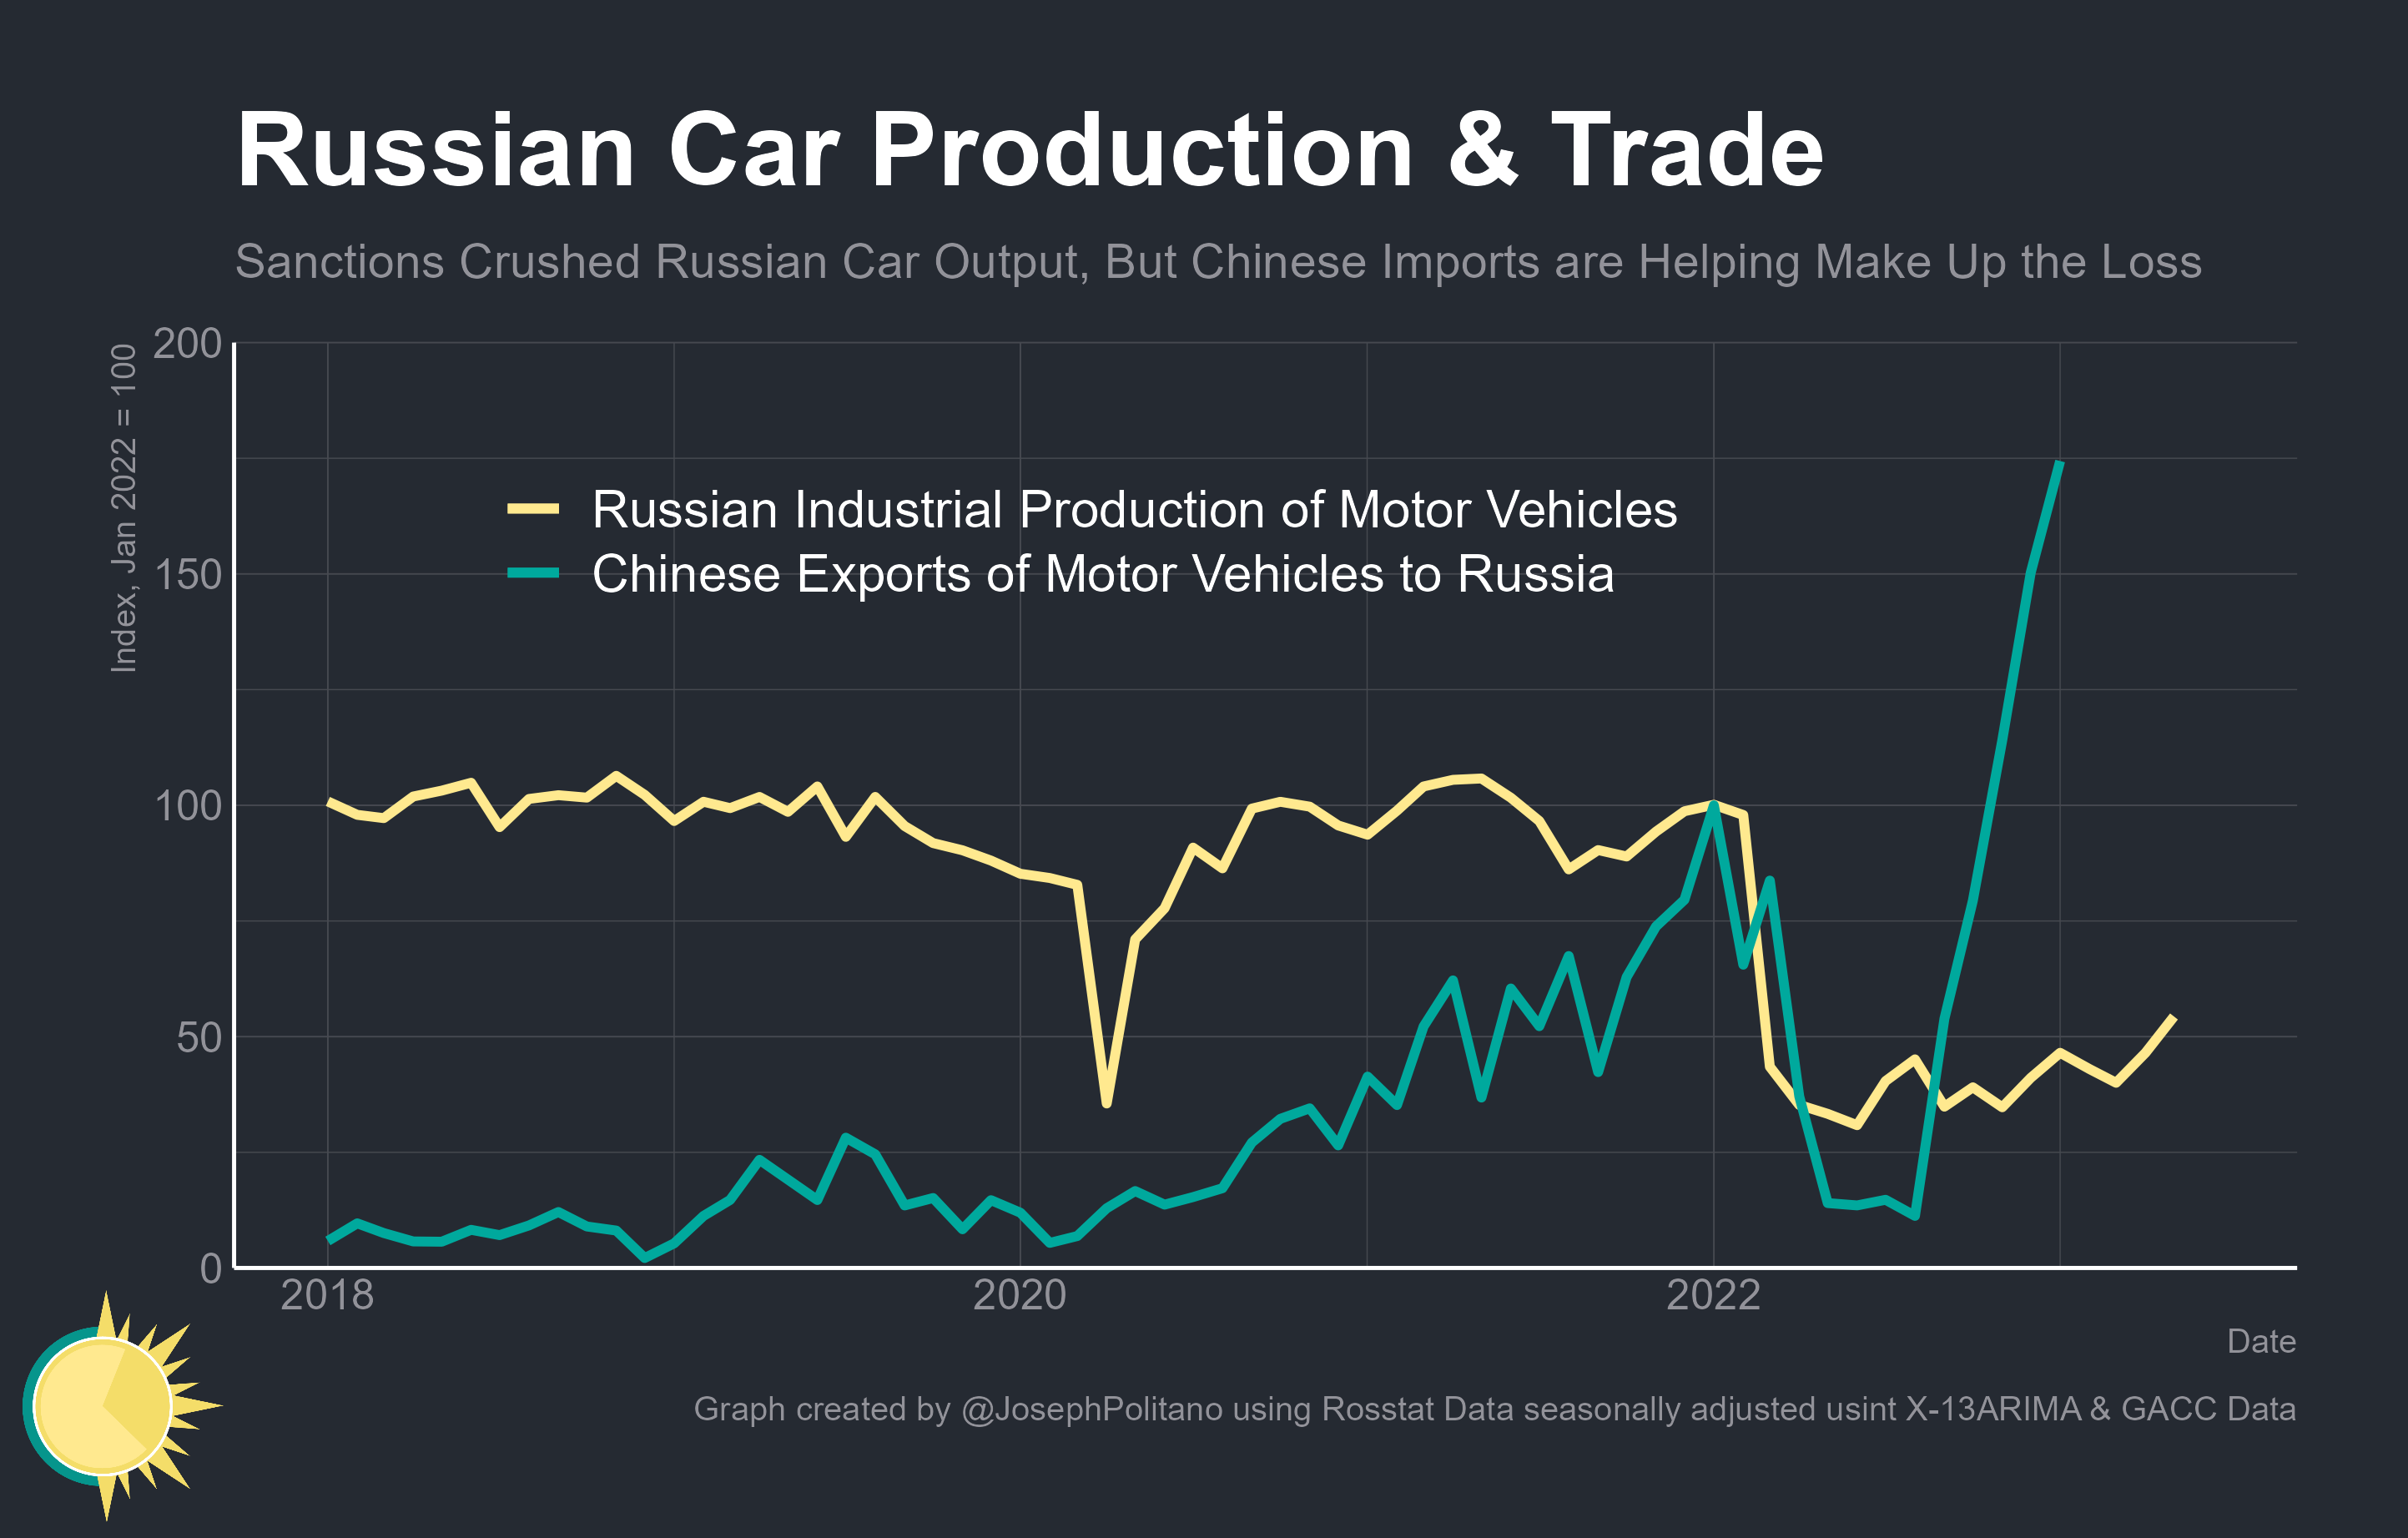 Russian Car Production & Trade
Sanctions Crushed Russian Car Output, But Chinese Imports are Helping Make Up the Loss
Index, Jan 2022 = 100
200
150
100
50
0
Russian Industrial Production of Motor Vehicles
Chinese Exports of Motor Vehicles to Russia
2018
2020
2022
Date
Graph created by @JosephPolitano using Rosstat Data seasonally adjusted usint X-13ARIMA & GACC Data